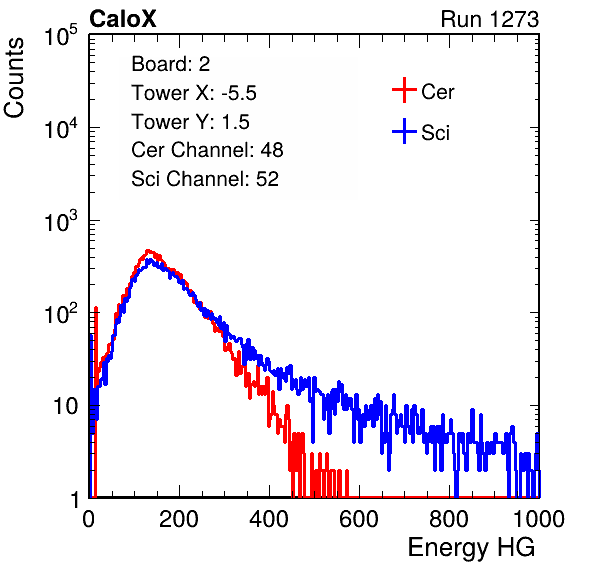 CaloX Run 1273
Counts
10^5
10^4
10^3
10^2
10
1
Board: 2
Tower X: -5.5
Tower Y: 1.5
Cer Channel: 48
Sci Channel: 52
Cer
Sci
0 200 400 600 800 1000
Energy HG